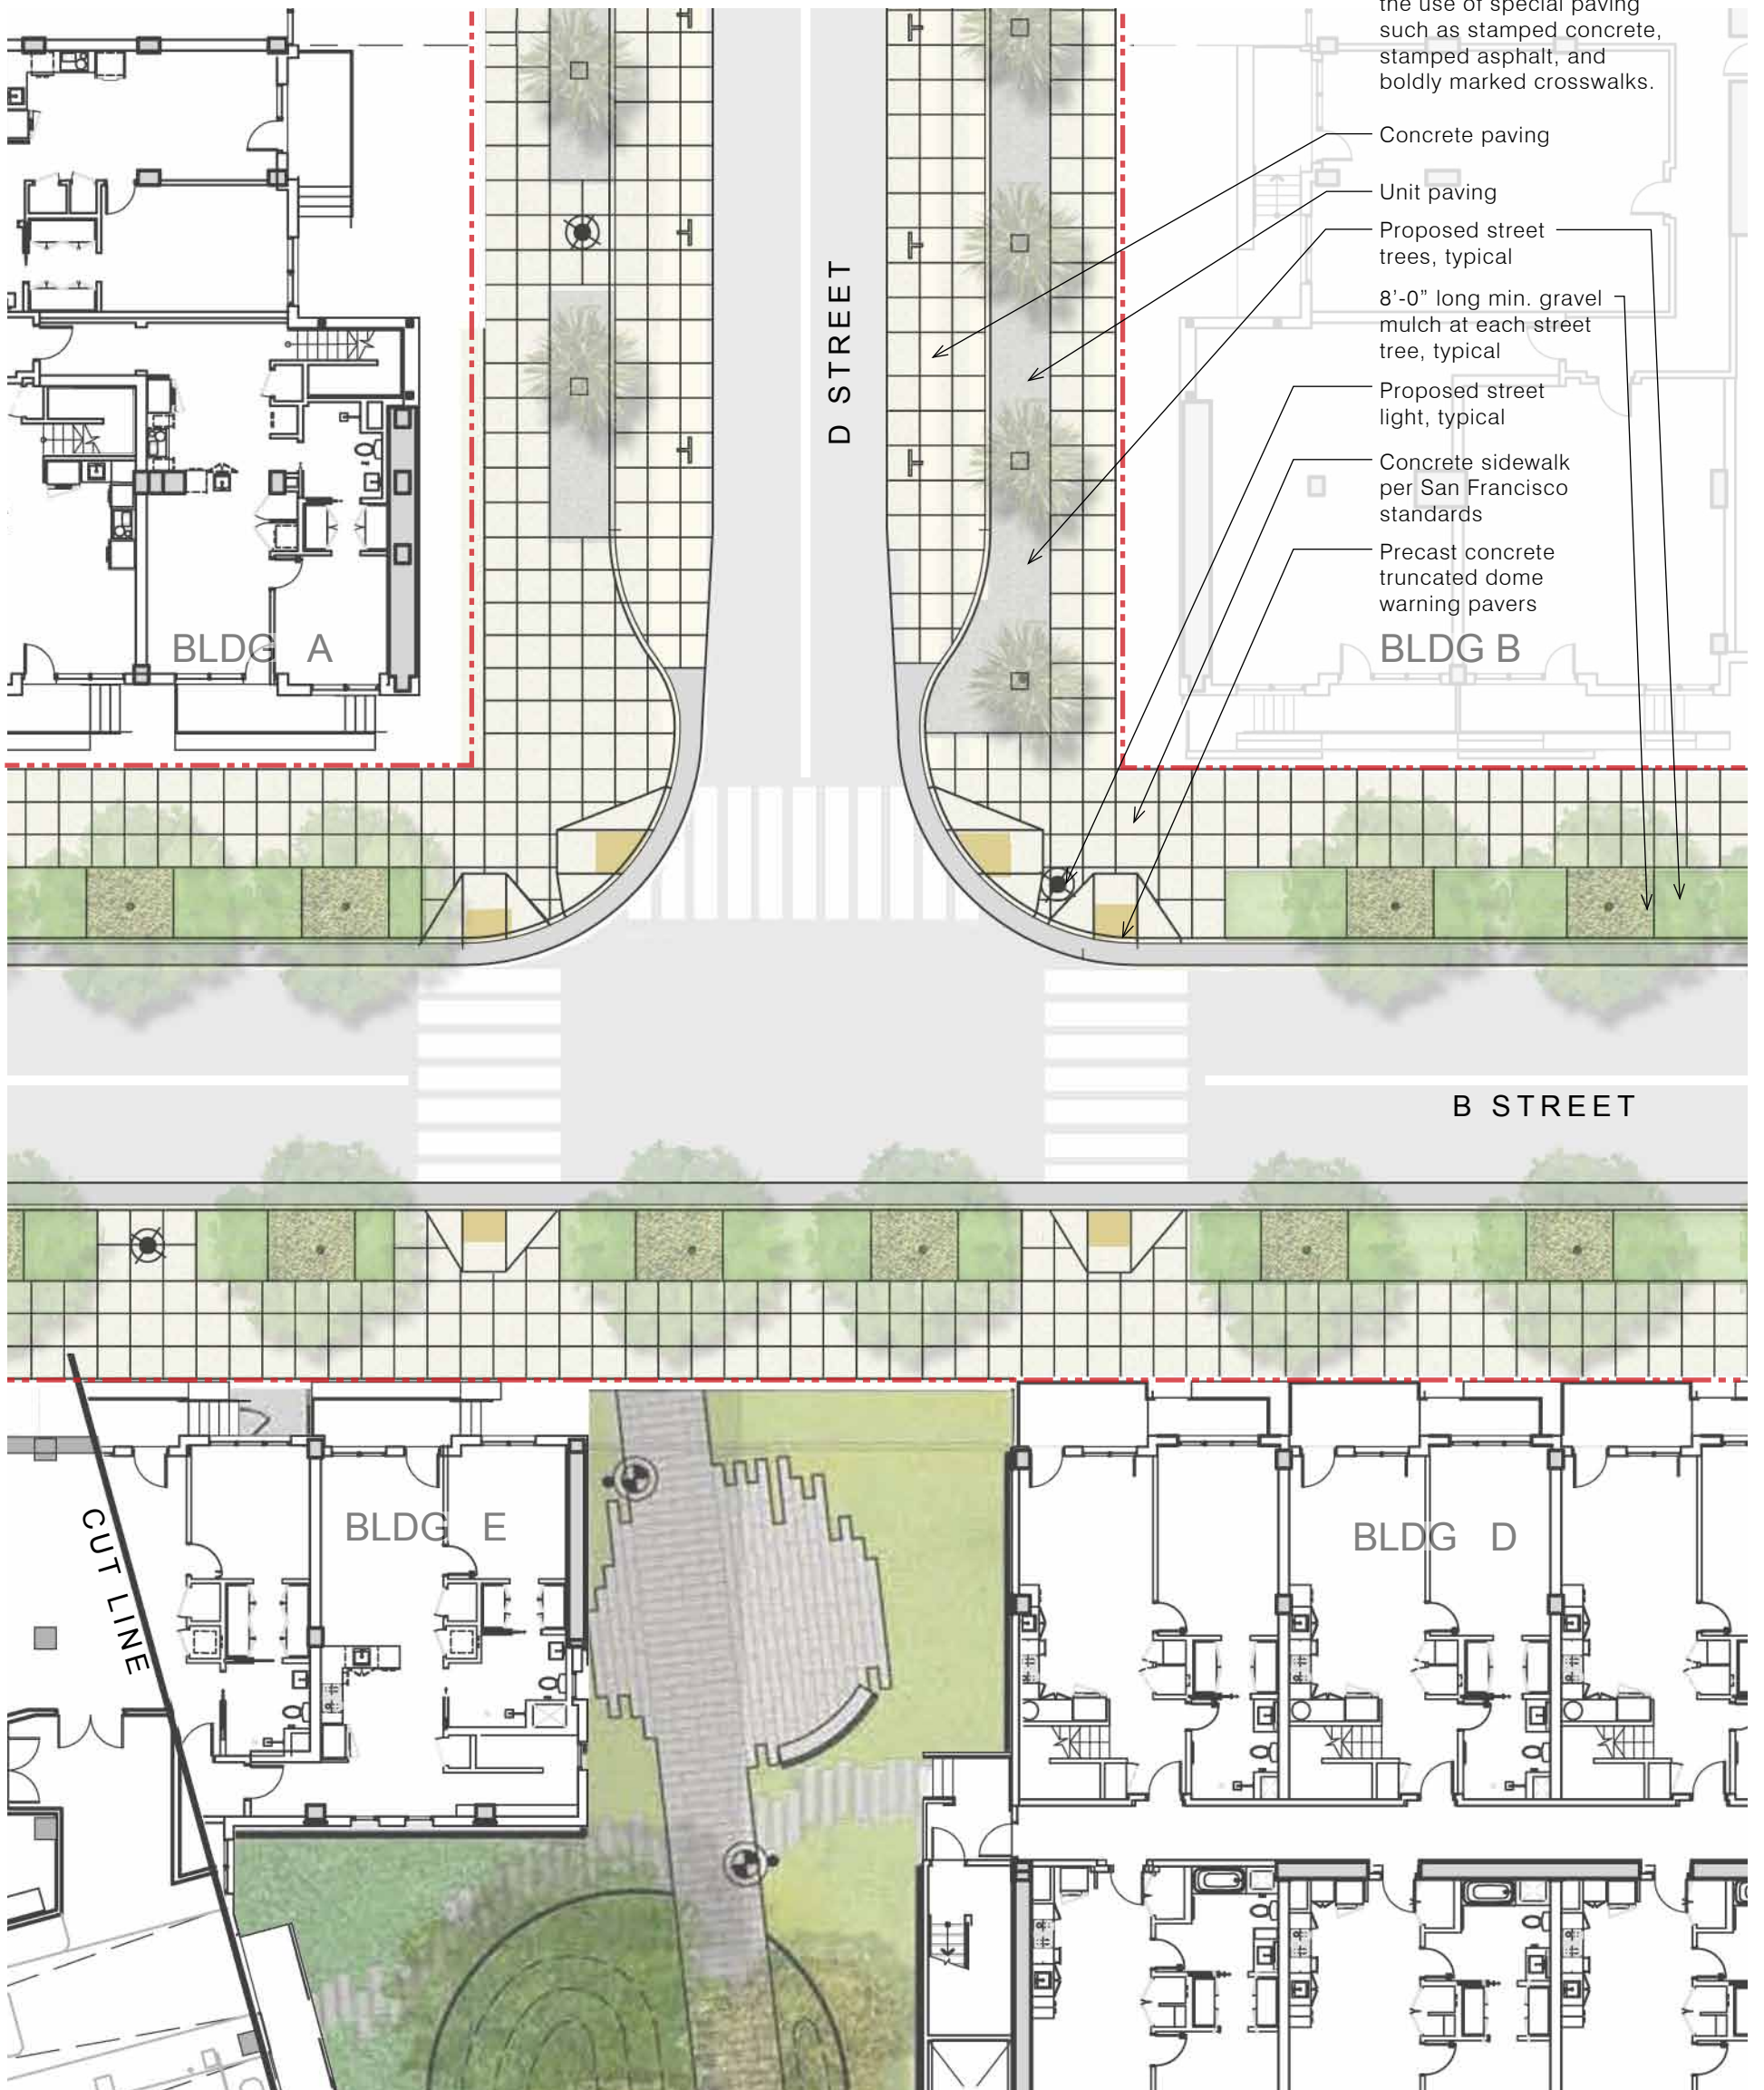 the use of special paving
such as stamped concrete,
stamped asphalt, and
boldly marked crosswalks.
Concrete paving
Unit paving
Proposed street
trees, typical
8’-0” long min. gravel
mulch at each street
tree, typical
Proposed street
light, typical
Concrete sidewalk
per San Francisco
standards
Precast concrete
truncated dome
warning pavers
D STREET
BLDG A
BLDG B
B STREET
BLDG E
BLDG D
CUT LINE